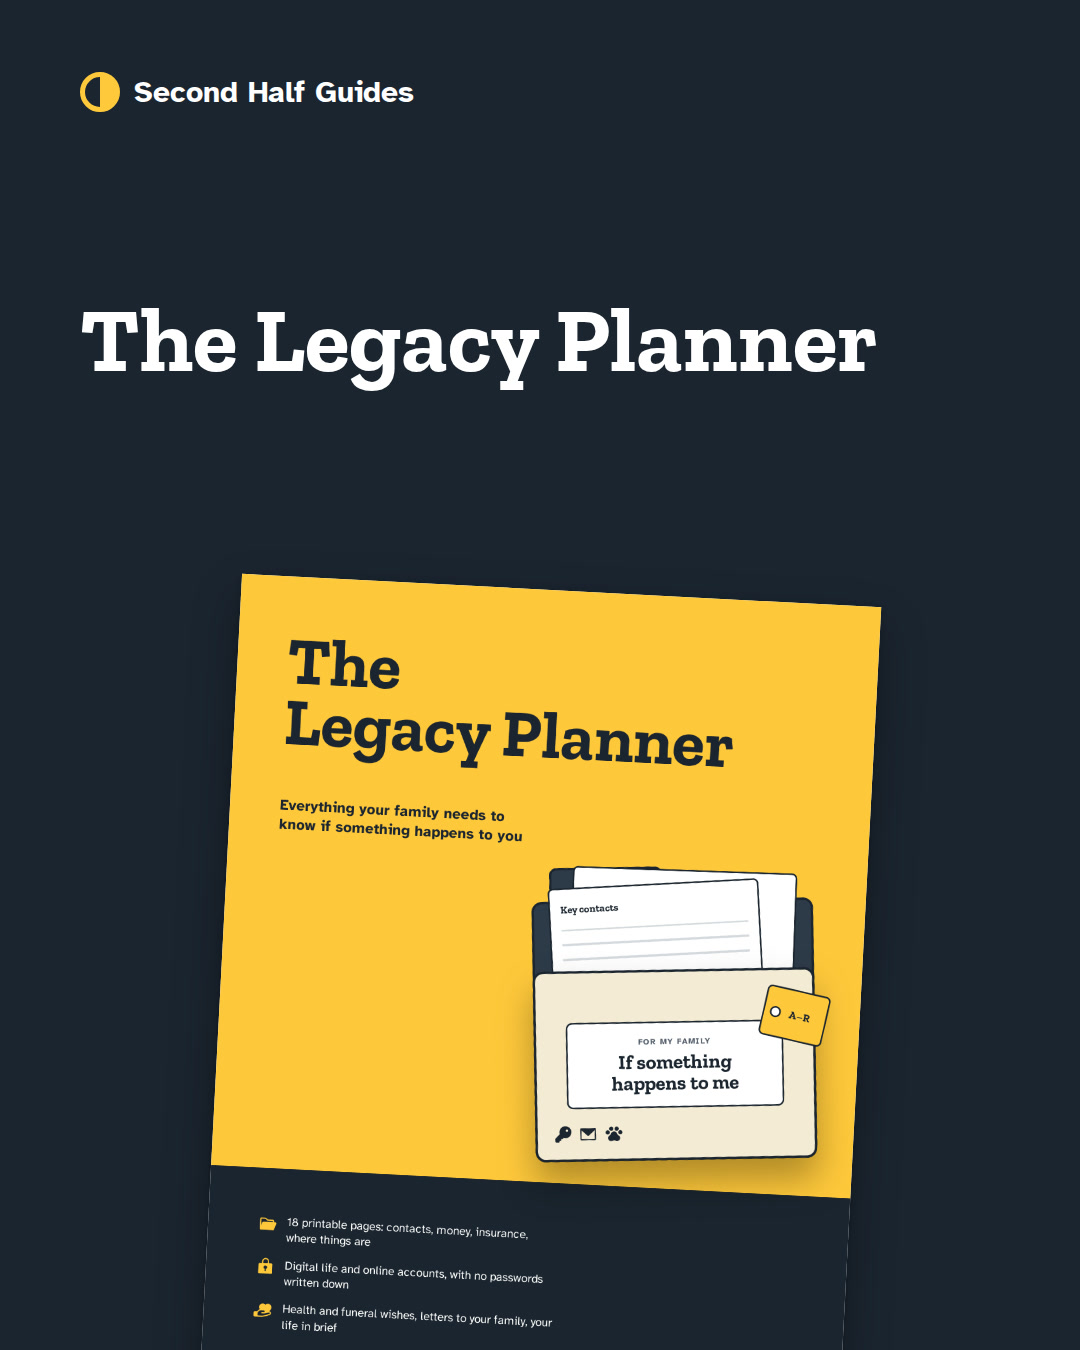 Second Half Guides
The Legacy Planner
The
Legacy Planner
Everything your family needs to
know if something happens to you
Key contacts
A–R
FOR MY FAMILY
If something
happens to me
18 printable pages: contacts, money, insurance,
where things are
Digital life and online accounts, with no passwords
written down
Health and funeral wishes, letters to your family, your
life in brief